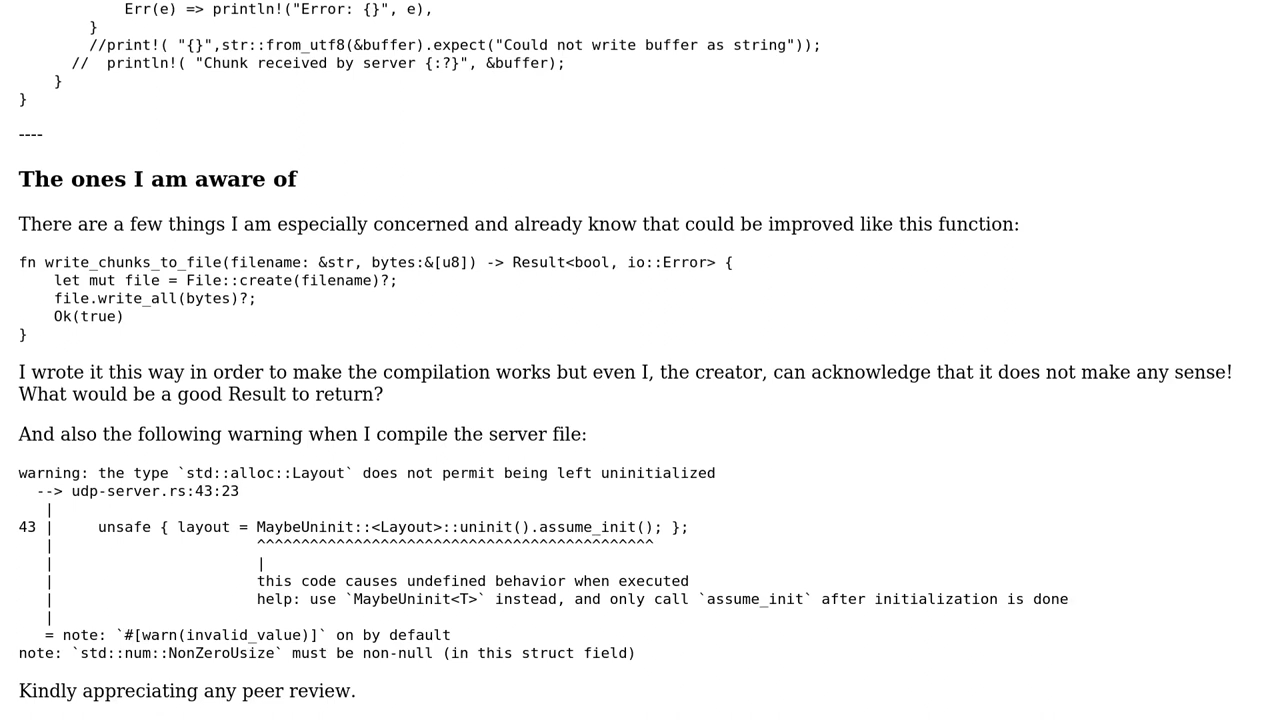 Err(e) => println!("Error: {}", e),
        }
        //print!( "{}",str::from_utf8(&buffer).expect("Could not write buffer as string"));
      //  println!( "Chunk received by server {:?}", &buffer);
    }
}
----
The ones I am aware of
There are a few things I am especially concerned and already know that could be improved like this function:
fn write_chunks_to_file(filename: &str, bytes:&[u8]) -> Result<bool, io::Error> {
    let mut file = File::create(filename)?;
    file.write_all(bytes)?;
    Ok(true)
}
I wrote it this way in order to make the compilation works but even I, the creator, can acknowledge that it does not make any sense!
What would be a good Result to return?
And also the following warning when I compile the server file:
warning: the type `std::alloc::Layout` does not permit being left uninitialized
  --> udp-server.rs:43:23
   |
43 |     unsafe { layout = MaybeUninit::<Layout>::uninit().assume_init(); };
   |                       ^^^^^^^^^^^^^^^^^^^^^^^^^^^^^^^^^^^^^^^^^^^^^
   |                       |
   |                       this code causes undefined behavior when executed
   |                       help: use `MaybeUninit<T>` instead, and only call `assume_init` after initialization is done
   |
   = note: `#[warn(invalid_value)]` on by default
note: `std::num::NonZeroUsize` must be non-null (in this struct field)
Kindly appreciating any peer review.